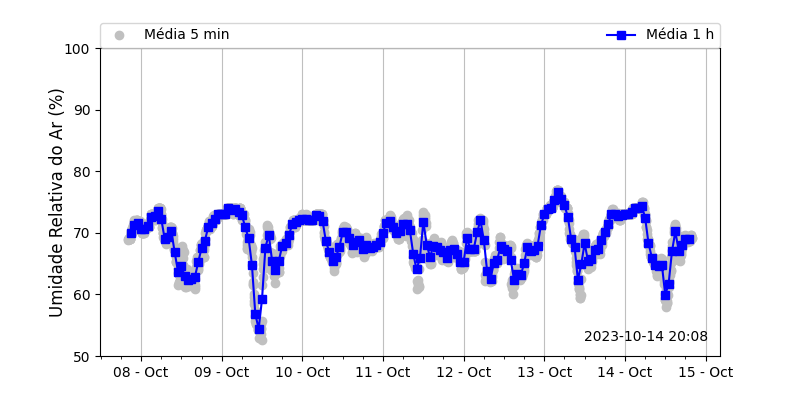 Média 5 min
Média 1 h
Umidade Relativa do Ar (%)
100
90
80
70
60
50
2023-10-14 20:08
08 - Oct
09 - Oct
10 - Oct
11 - Oct
12 - Oct
13 - Oct
14 - Oct
15 - Oct